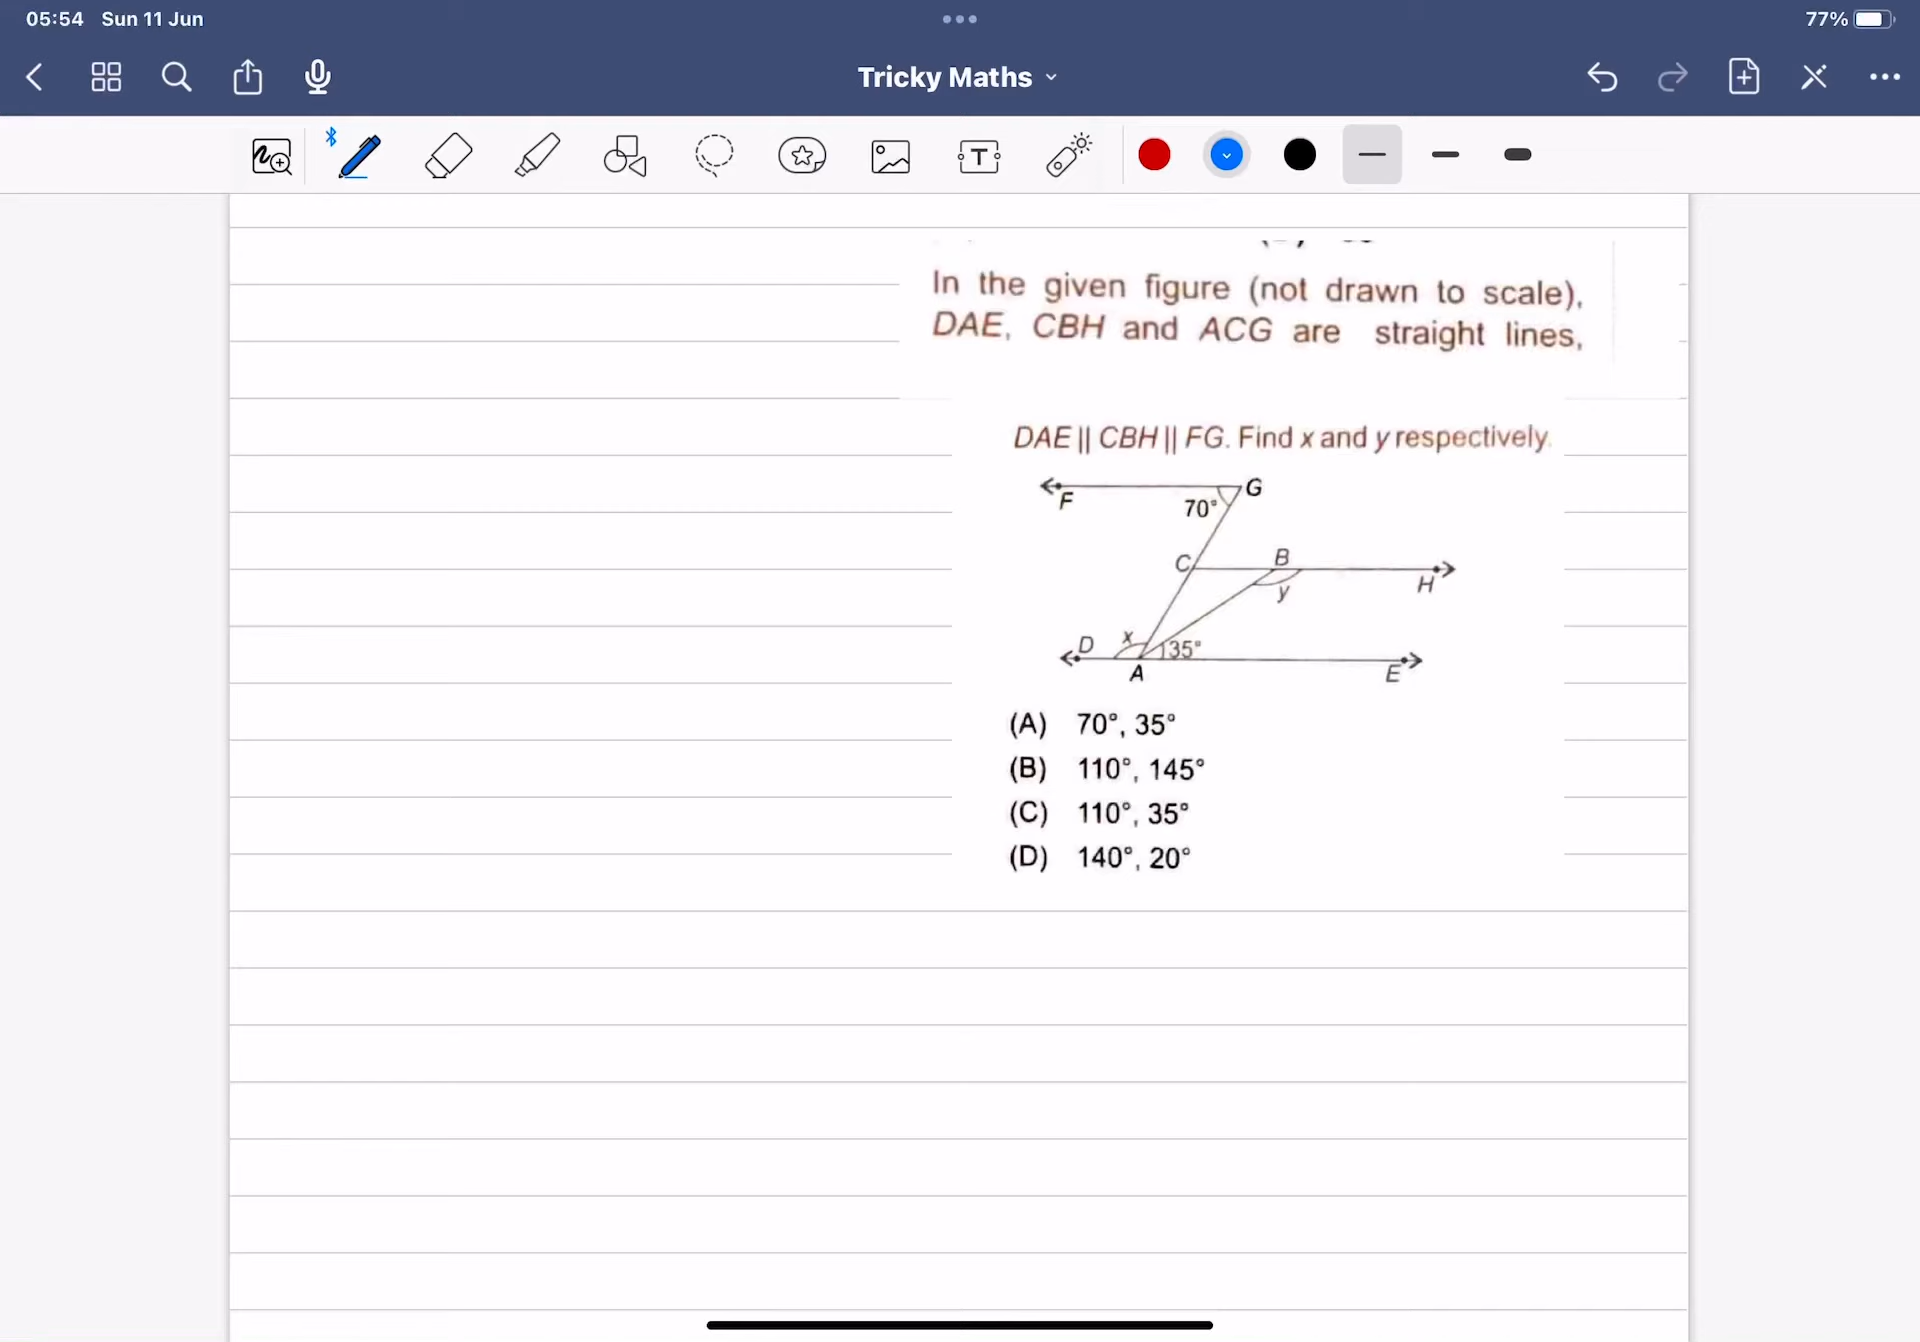 05:54 Sun 11 Jun
77%
Tricky Maths
T
In the given figure (not drawn to scale),
DAE, CBH and ACG are straight lines,
DAE || CBH || FG. Find x and y respectively.
F
G
70°
C
B
H
y
D
x
35°
A
E
(A) 70°, 35°
(B) 110°, 145°
(C) 110°, 35°
(D) 140°, 20°